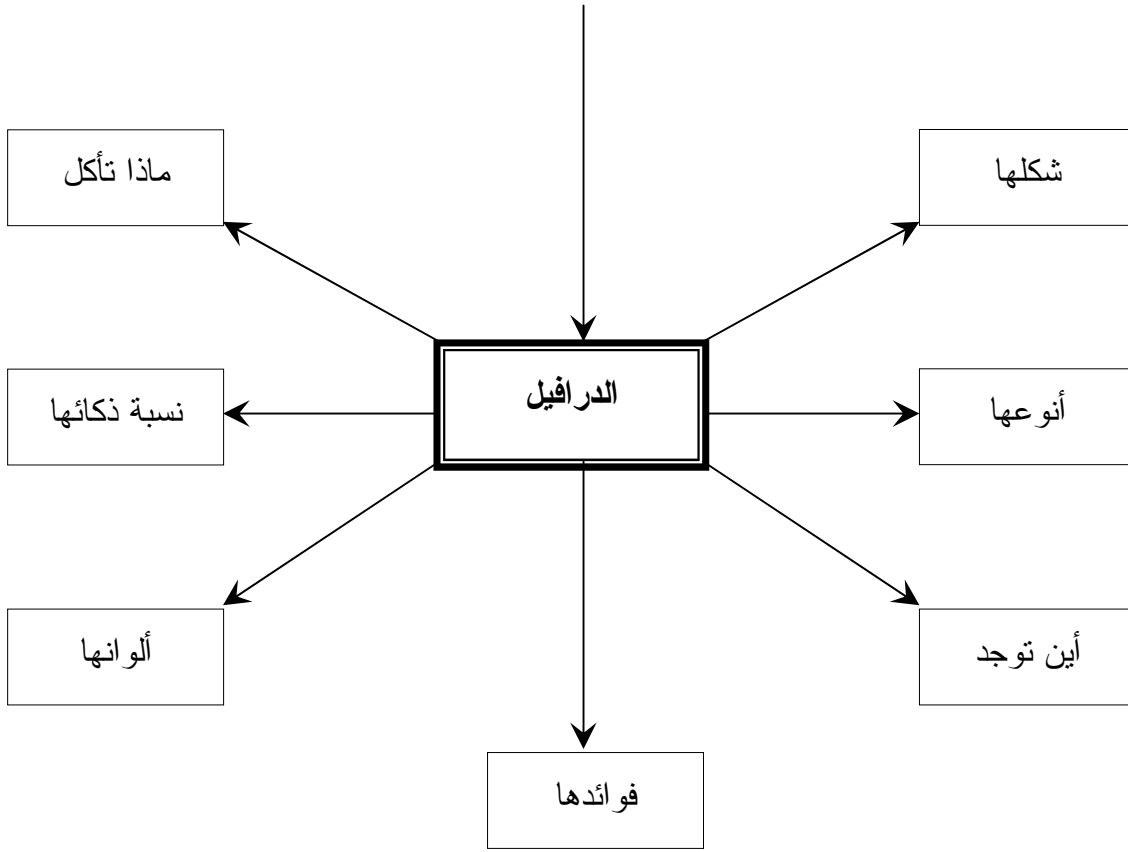 شكلها
ماذا تأكل
الدرافيل
أنوعها
نسبة ذكائها
أين توجد
ألوانها
فوائدها